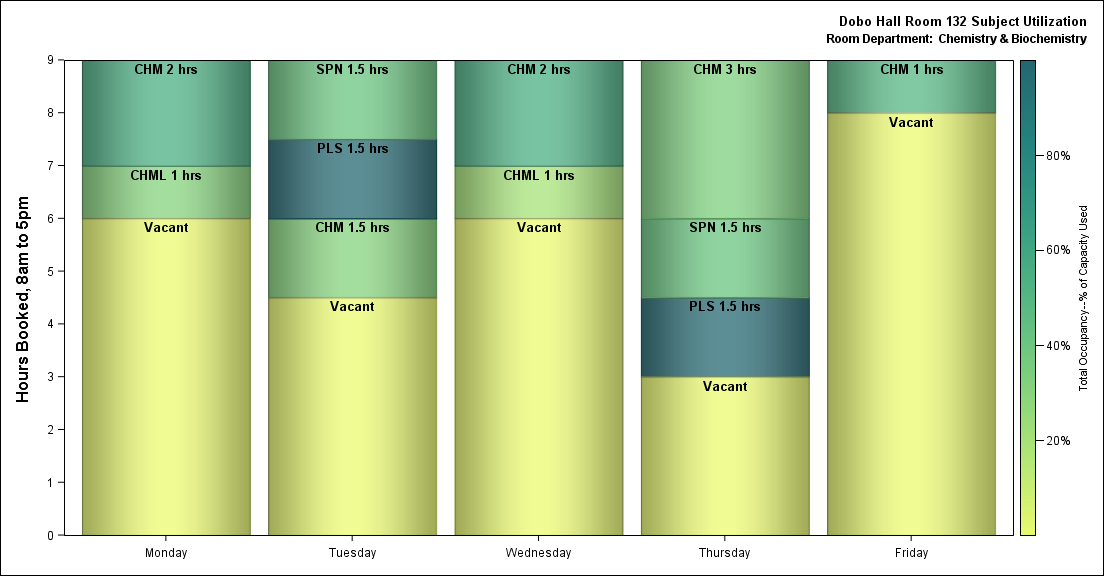 Dobo Hall Room 132 Subject Utilization
Room Department: Chemistry & Biochemistry
Hours Booked, 8am to 5pm
9
8
7
6
5
4
3
2
1
0
CHM 2 hrs
CHML 1 hrs
Vacant
SPN 1.5 hrs
PLS 1.5 hrs
CHM 1.5 hrs
Vacant
CHM 2 hrs
CHML 1 hrs
Vacant
CHM 3 hrs
SPN 1.5 hrs
PLS 1.5 hrs
Vacant
CHM 1 hrs
Vacant
Monday
Tuesday
Wednesday
Thursday
Friday
80%
60%
40%
20%
Total Occupancy--% of Capacity Used